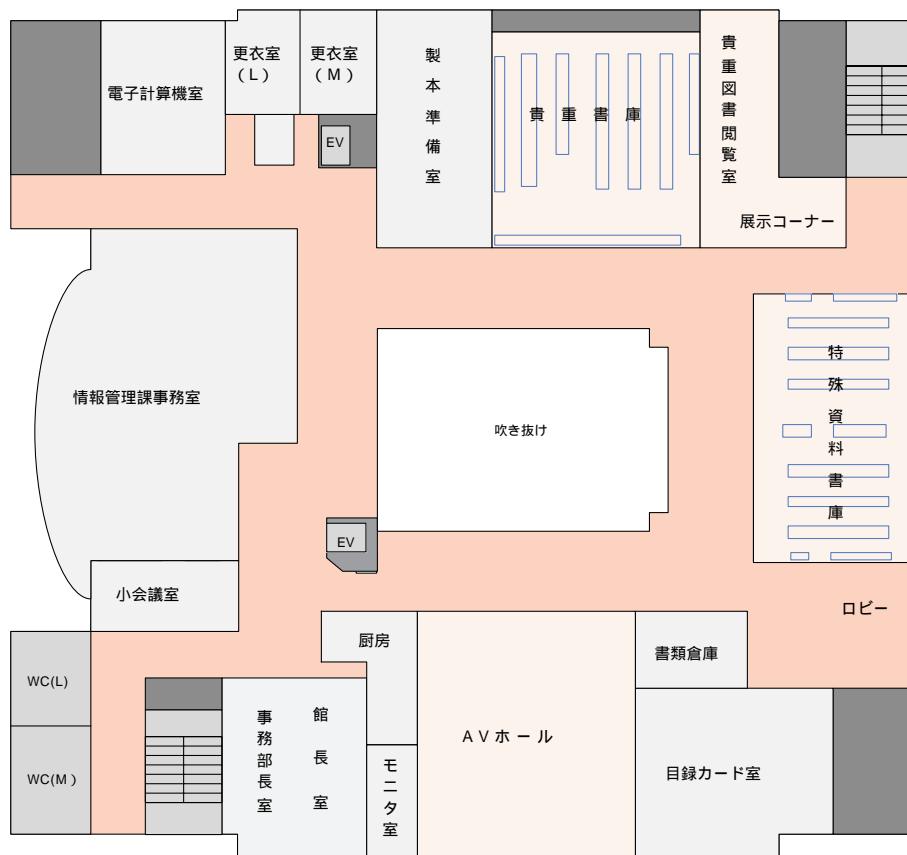 更衣室
(L)
更衣室
(M)
電子計算機室
EV
製本準備室
貴重書庫
貴重図書閲覧室
展示コーナー
情報管理課事務室
吹き抜け
特殊資料書庫
EV
小会議室
ロビー
厨房
書類倉庫
WC(L)
WC(M)
事務部長室
館長室
モニタ室
AVホール
目録カード室